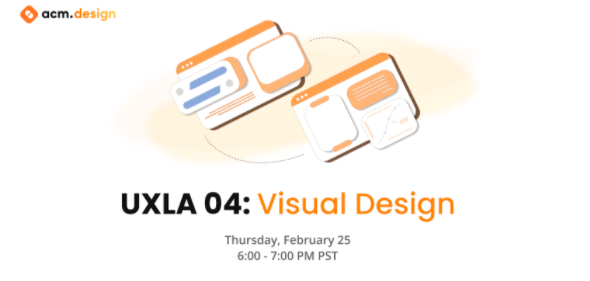 acm.design
UXLA 04: Visual Design
Thursday, February 25
6:00 - 7:00 PM PST